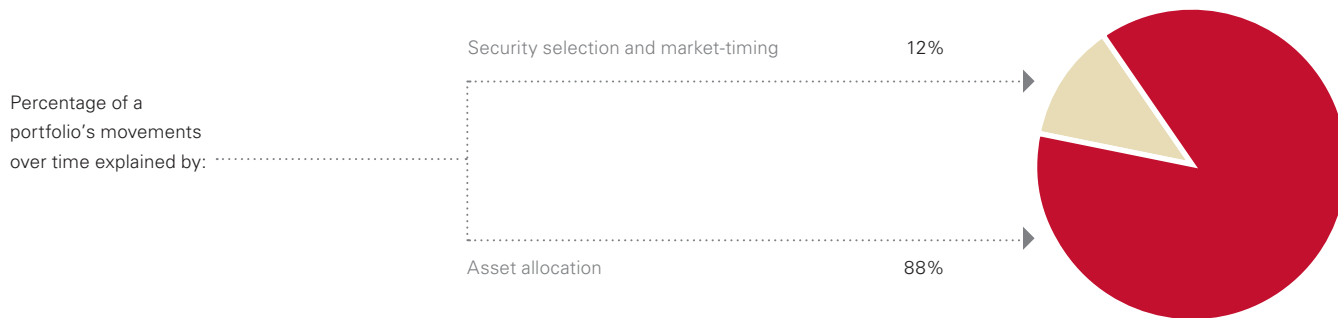 Percentage of a
portfolio’s movements
over time explained by:
Security selection and market-timing 12%
Asset allocation 88%